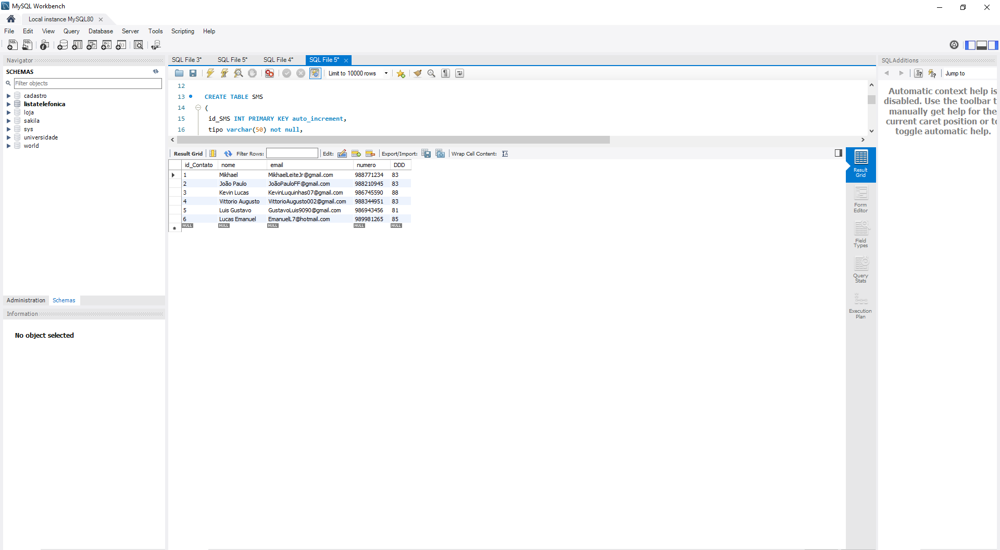 MySQL Workbench
Local instance MySQL80
File Edit View Query Database Server Tools Scripting Help
Navigator
SCHEMAS
Filter objects
cadastro
listatelefonica
loja
sakila
sys
universidade
world
Administration Schemas
Information
No object selected
SQL File 3* SQL File 5* SQL File 4* SQL File 5*
Limit to 10000 rows
12
13 CREATE TABLE SMS
14 (
15 id_SMS INT PRIMARY KEY auto_increment,
16 tipo varchar(50) not null,
Result Grid Filter Rows: Edit: Export/Import: Wrap Cell Content:
id_Contato nome email numero DDD
1 Mikhael MikhaelLeiteJr@gmail.com 988771234 83
2 João Paulo JoãoPauloFF@gmail.com 988210945 83
3 Kevin Lucas KevinLuquinhas07@gmail.com 986745590 88
4 Vittorio Augusto VittorioAugusto002@gmail.com 988344951 83
5 Luis Gustavo GustavoLuis9090@gmail.com 986943456 81
6 Lucas Emanuel EmanuelL7@hotmail.com 989981265 85
NULL NULL NULL NULL NULL
Result
Grid
Form
Editor
Field
Types
Query
Stats
Execution
Plan
SQLAdditions
Jump to
Automatic context help is
disabled. Use the toolbar t
manually get help for the
current caret position or to
toggle automatic help.